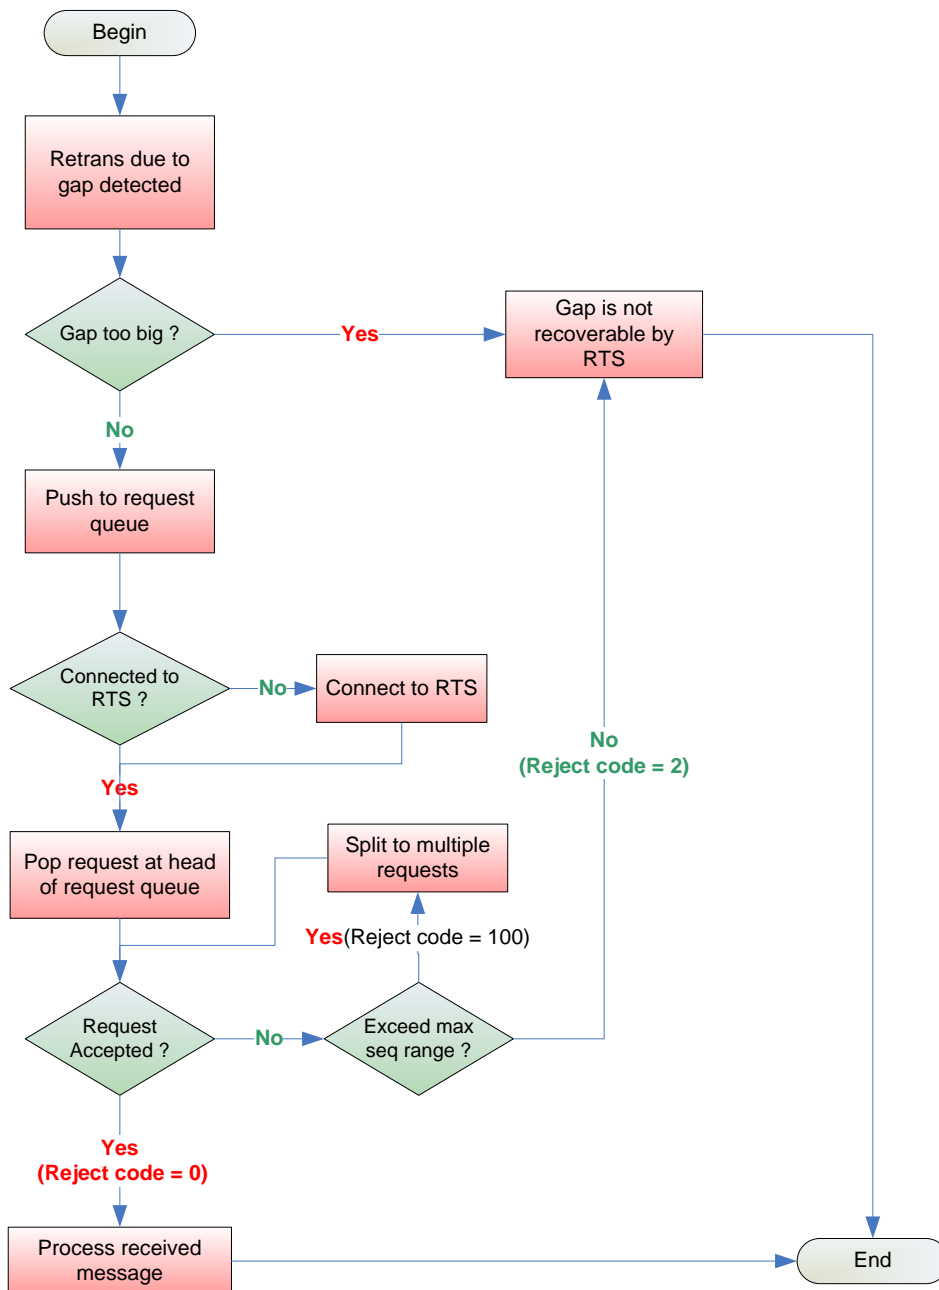 Begin
Retrans due to
gap detected
Gap too big ?
Yes
Gap is not
recoverable by
RTS
No
Push to request
queue
Connected to
RTS ?
No
Connect to RTS
No
(Reject code = 2)
Yes
Pop request at head
of request queue
Split to multiple
requests
Yes(Reject code = 100)
Request
Accepted ?
No
Exceed max
seq range ?
Yes
(Reject code = 0)
Process received
message
End